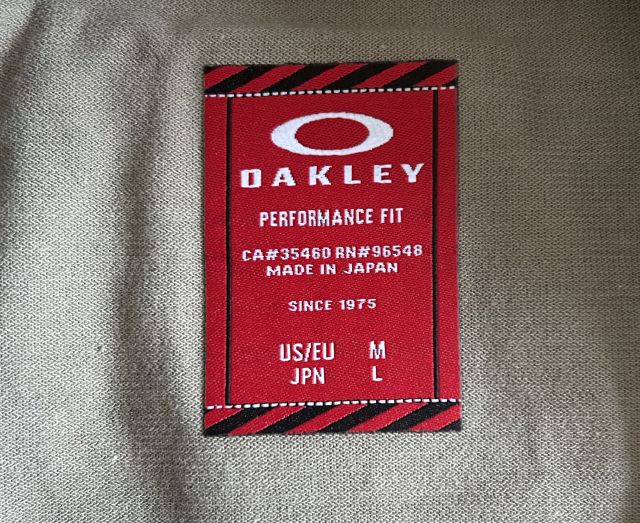 OAKLEY
PERFORMANCE FIT
CA#35460 RN#96548
MADE IN JAPAN
SINCE 1975
US/EU M
JPN L